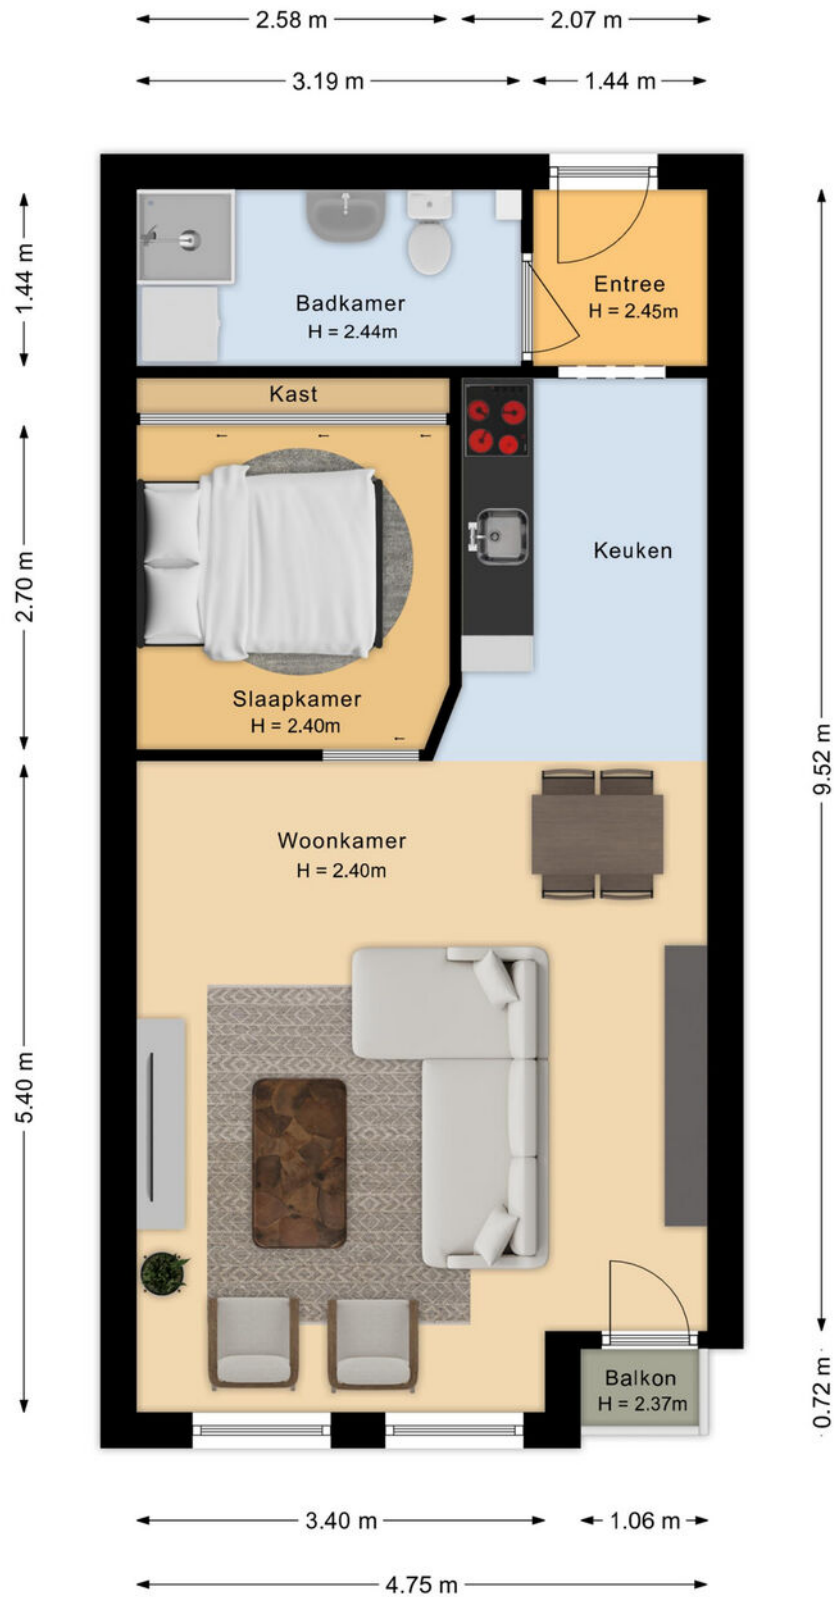 2.58 m
2.07 m
3.19 m
1.44 m
1.44 m
Entree
H = 2.45m
Badkamer
H = 2.44m
Kast
2.70 m
Keuken
Slaapkamer
H = 2.40m
9.52 m
Woonkamer
H = 2.40m
5.40 m
Balkon
H = 2.37m
0.72 m
3.40 m
1.06 m
4.75 m